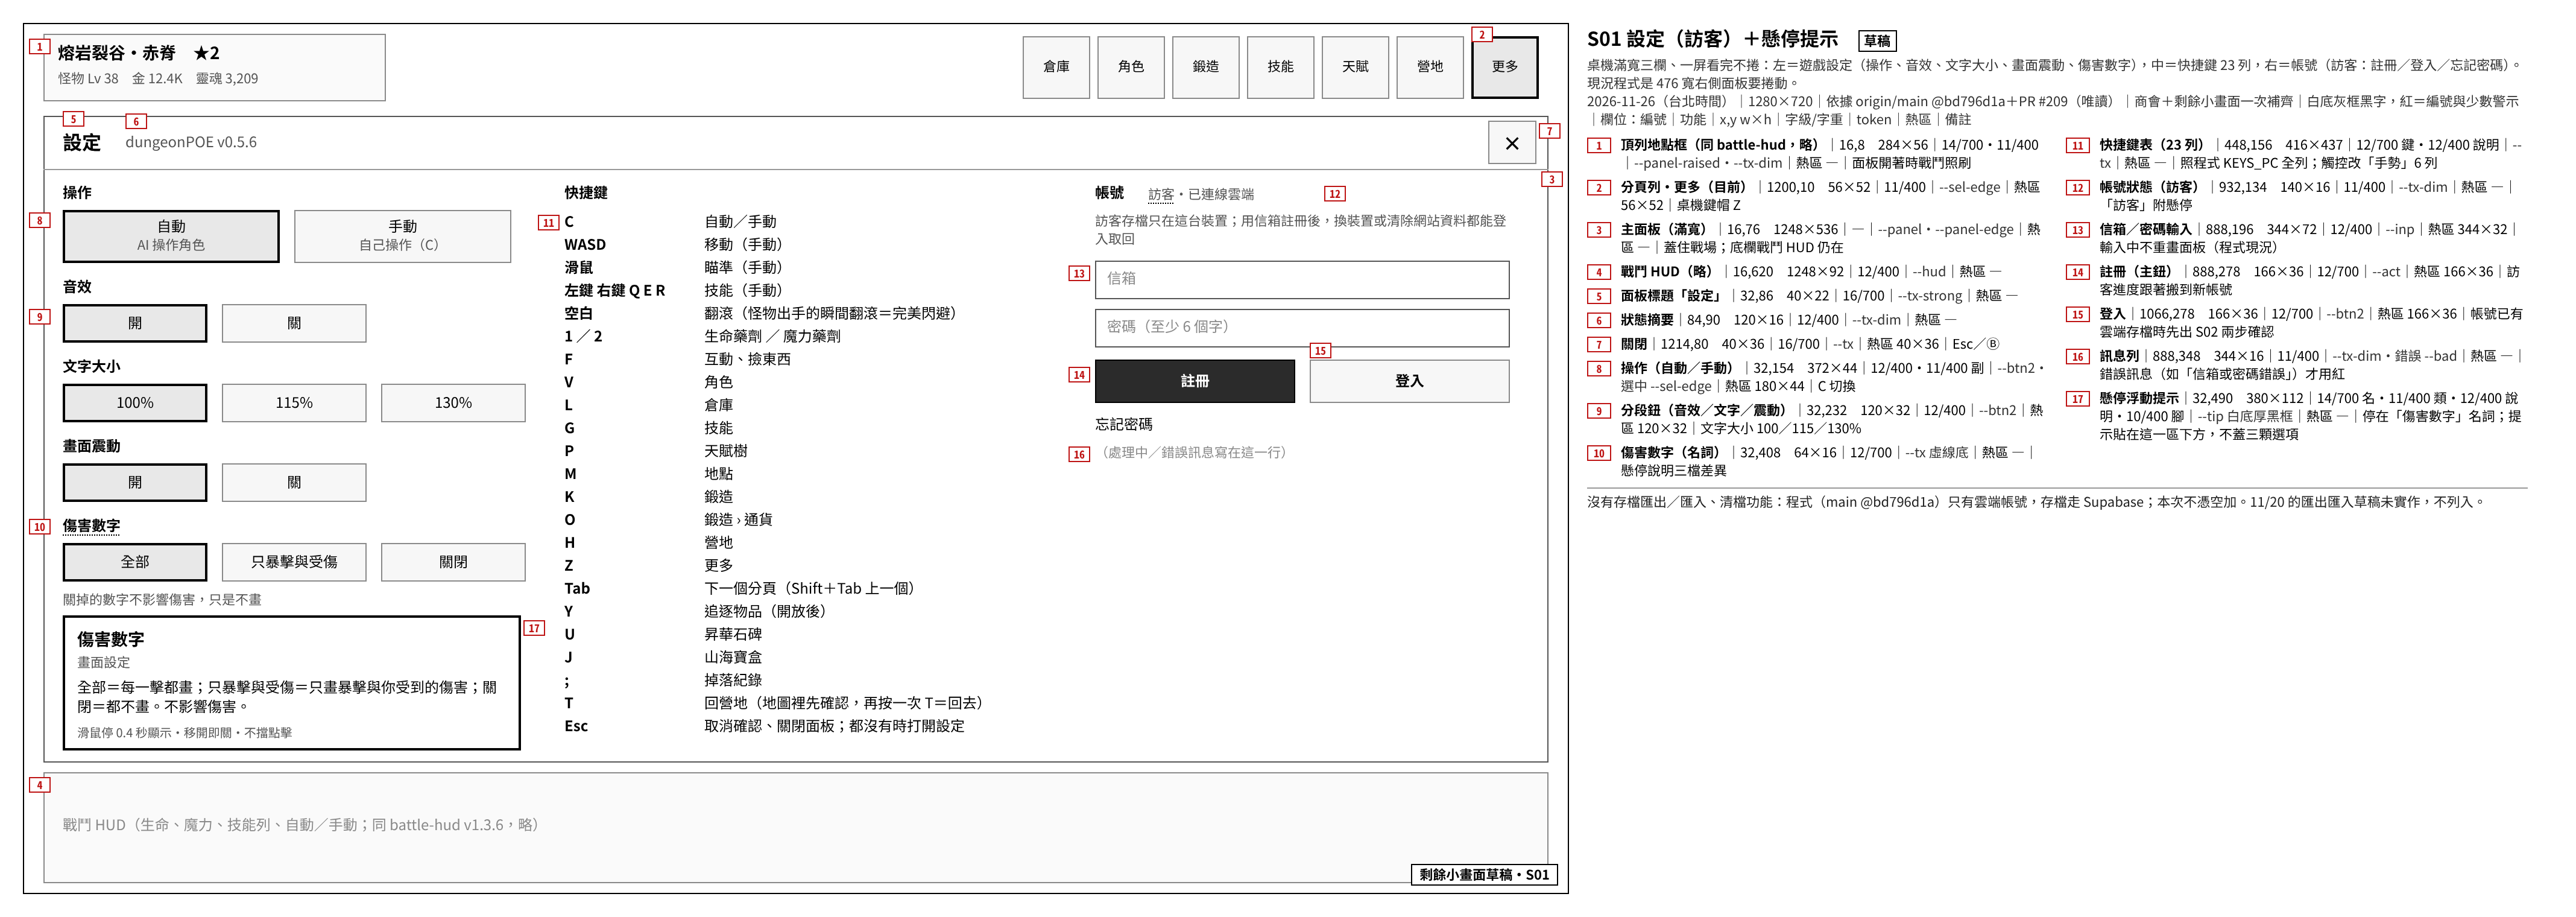 1
熔岩裂谷・赤脊　★2
怪物 Lv 38　金 12.4K　靈魂 3,209
倉庫
角色
鍛造
技能
天賦
營地
2
更多
5
設定
6
dungeonPOE v0.5.6
7
×
3
操作
8
自動
AI 操作角色
手動
自己操作（C）
音效
9
開
關
文字大小
100%
115%
130%
畫面震動
開
關
10
傷害數字
全部
只暴擊與受傷
關閉
關掉的數字不影響傷害，只是不畫
17
傷害數字
畫面設定
全部＝每一擊都畫；只暴擊與受傷＝只畫暴擊與你受到的傷害；關
閉＝都不畫。不影響傷害。
滑鼠停 0.4 秒顯示・移開即關・不擋點擊
快捷鍵
11
C　自動／手動
WASD　移動（手動）
滑鼠　瞄準（手動）
左鍵 右鍵 Q E R　技能（手動）
空白　翻滾（怪物出手的瞬間翻滾＝完美閃避）
1 ／ 2　生命藥劑 ／ 魔力藥劑
F　互動、撿東西
V　角色
L　倉庫
G　技能
P　天賦樹
M　地點
K　鍛造
O　鍛造 › 通貨
H　營地
Z　更多
Tab　下一個分頁（Shift＋Tab 上一個）
Y　追逐物品（開放後）
U　昇華石碑
J　山海寶盒
;　掉落紀錄
T　回營地（地圖裡先確認，再按一次 T＝回去）
Esc　取消確認、關閉面板；都沒有時打開設定
帳號
訪客・已連線雲端
12
訪客存檔只在這台裝置；用信箱註冊後，換裝置或清除網站資料都能登
入取回
13
信箱
密碼（至少 6 個字）
14
註冊
15
登入
忘記密碼
16
（處理中／錯誤訊息寫在這一行）
4
戰鬥 HUD（生命、魔力、技能列、自動／手動；同 battle-hud v1.3.6，略）
剩餘小畫面草稿・S01
S01 設定（訪客）＋懸停提示
草稿
桌機滿寬三欄、一屏看完不捲：左＝遊戲設定（操作、音效、文字大小、畫面震動、傷害數字），中＝快捷鍵 23 列，右＝帳號（訪客：註冊／登入／忘記密碼）。
現況程式是 476 寬右側面板要捲動。
2026-11-26（台北時間）｜1280×720｜依據 origin/main @bd796d1a＋PR #209（唯讀）｜商會＋剩餘小畫面一次補齊｜白底灰框黑字，紅＝編號與少數警示
｜欄位：編號｜功能｜x,y w×h｜字級/字重｜token｜熱區｜備註
1　頂列地點框（同 battle-hud，略）｜16,8　284×56｜14/700・11/400
｜--panel-raised・--tx-dim｜熱區 —｜面板開著時戰鬥照刷
2　分頁列・更多（目前）｜1200,10　56×52｜11/400｜--sel-edge｜熱區
56×52｜桌機鍵帽 Z
3　主面板（滿寬）｜16,76　1248×536｜—｜--panel・--panel-edge｜熱
區 —｜蓋住戰場；底欄戰鬥 HUD 仍在
4　戰鬥 HUD（略）｜16,620　1248×92｜12/400｜--hud｜熱區 —
5　面板標題「設定」｜32,86　40×22｜16/700｜--tx-strong｜熱區 —
6　狀態摘要｜84,90　120×16｜12/400｜--tx-dim｜熱區 —
7　關閉｜1214,80　40×36｜16/700｜--tx｜熱區 40×36｜Esc／Ⓑ
8　操作（自動／手動）｜32,154　372×44｜12/400・11/400 副｜--btn2・
選中 --sel-edge｜熱區 180×44｜C 切換
9　分段鈕（音效／文字／震動）｜32,232　120×32｜12/400｜--btn2｜熱
區 120×32｜文字大小 100／115／130%
10　傷害數字（名詞）｜32,408　64×16｜12/700｜--tx 虛線底｜熱區 —｜
懸停說明三檔差異
11　快捷鍵表（23 列）｜448,156　416×437｜12/700 鍵・12/400 說明｜--
tx｜熱區 —｜照程式 KEYS_PC 全列；觸控改「手勢」6 列
12　帳號狀態（訪客）｜932,134　140×16｜11/400｜--tx-dim｜熱區 —｜
「訪客」附懸停
13　信箱／密碼輸入｜888,196　344×72｜12/400｜--inp｜熱區 344×32｜
輸入中不重畫面板（程式現況）
14　註冊（主鈕）｜888,278　166×36｜12/700｜--act｜熱區 166×36｜訪
客進度跟著搬到新帳號
15　登入｜1066,278　166×36｜12/700｜--btn2｜熱區 166×36｜帳號已有
雲端存檔時先出 S02 兩步確認
16　訊息列｜888,348　344×16｜11/400｜--tx-dim・錯誤 --bad｜熱區 —｜
錯誤訊息（如「信箱或密碼錯誤」）才用紅
17　懸停浮動提示｜32,490　380×112｜14/700 名・11/400 類・12/400 說
明・10/400 腳｜--tip 白底厚黑框｜熱區 —｜停在「傷害數字」名詞；提
示貼在這一區下方，不蓋三顆選項
沒有存檔匯出／匯入、清檔功能：程式（main @bd796d1a）只有雲端帳號，存檔走 Supabase；本次不憑空加。11/20 的匯出匯入草稿未實作，不列入。